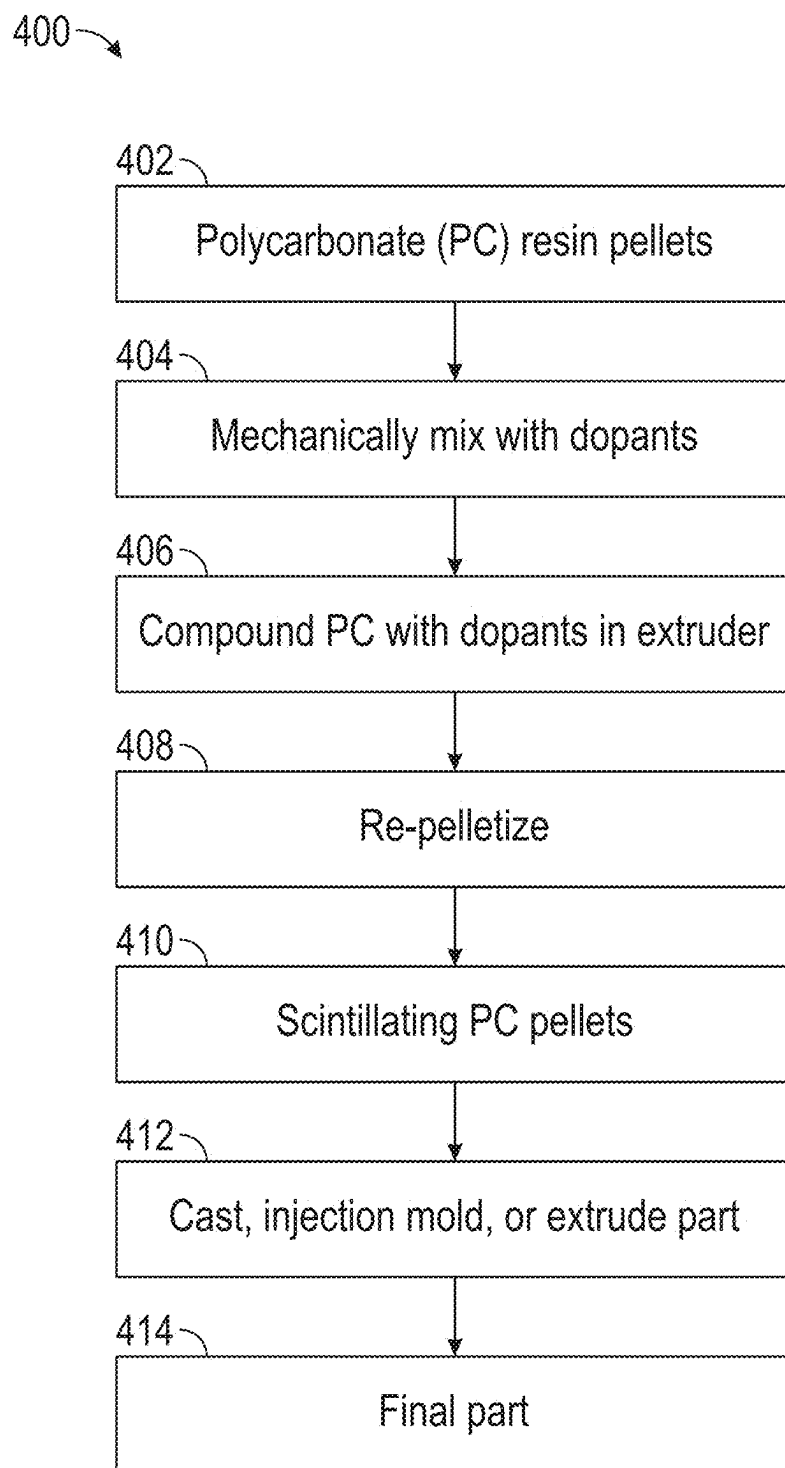 400
402
Polycarbonate (PC) resin pellets
404
Mechanically mix with dopants
406
Compound PC with dopants in extruder
408
Re-pelletize
410
Scintillating PC pellets
412
Cast, injection mold, or extrude part
414
Final part